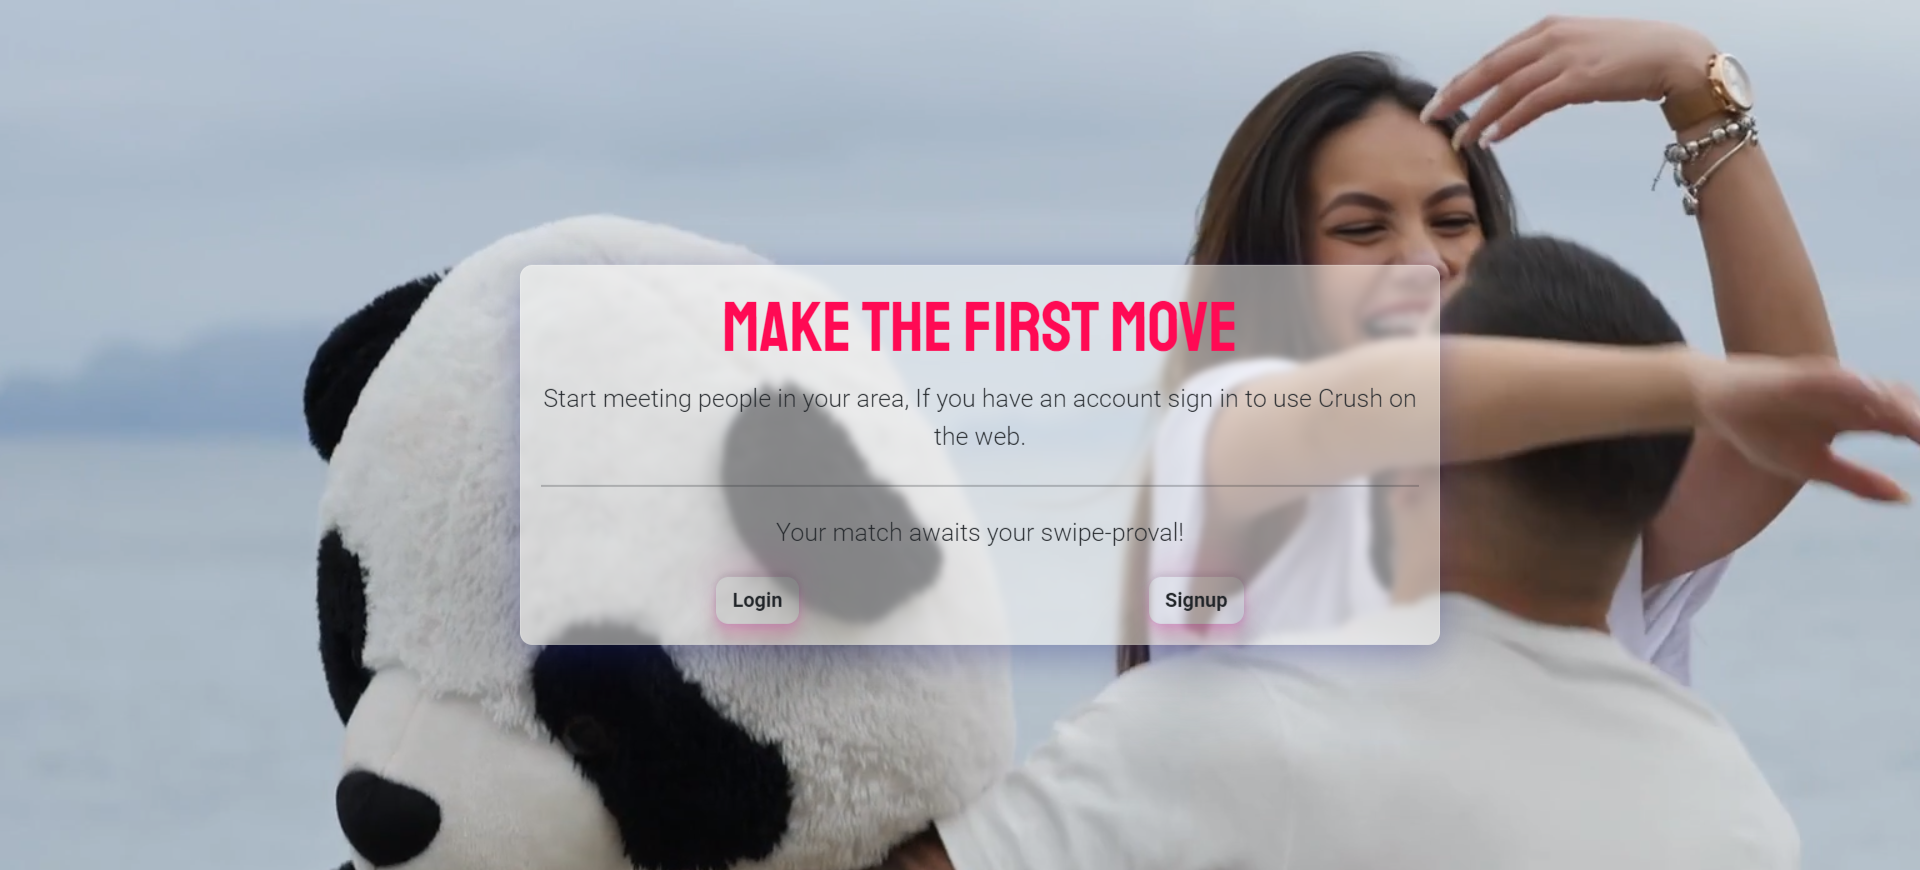 MAKE THE FIRST MOVE
Start meeting people in your area, If you have an account sign in to use Crush on
the web.
Your match awaits your swipe-proval!
Login
Signup